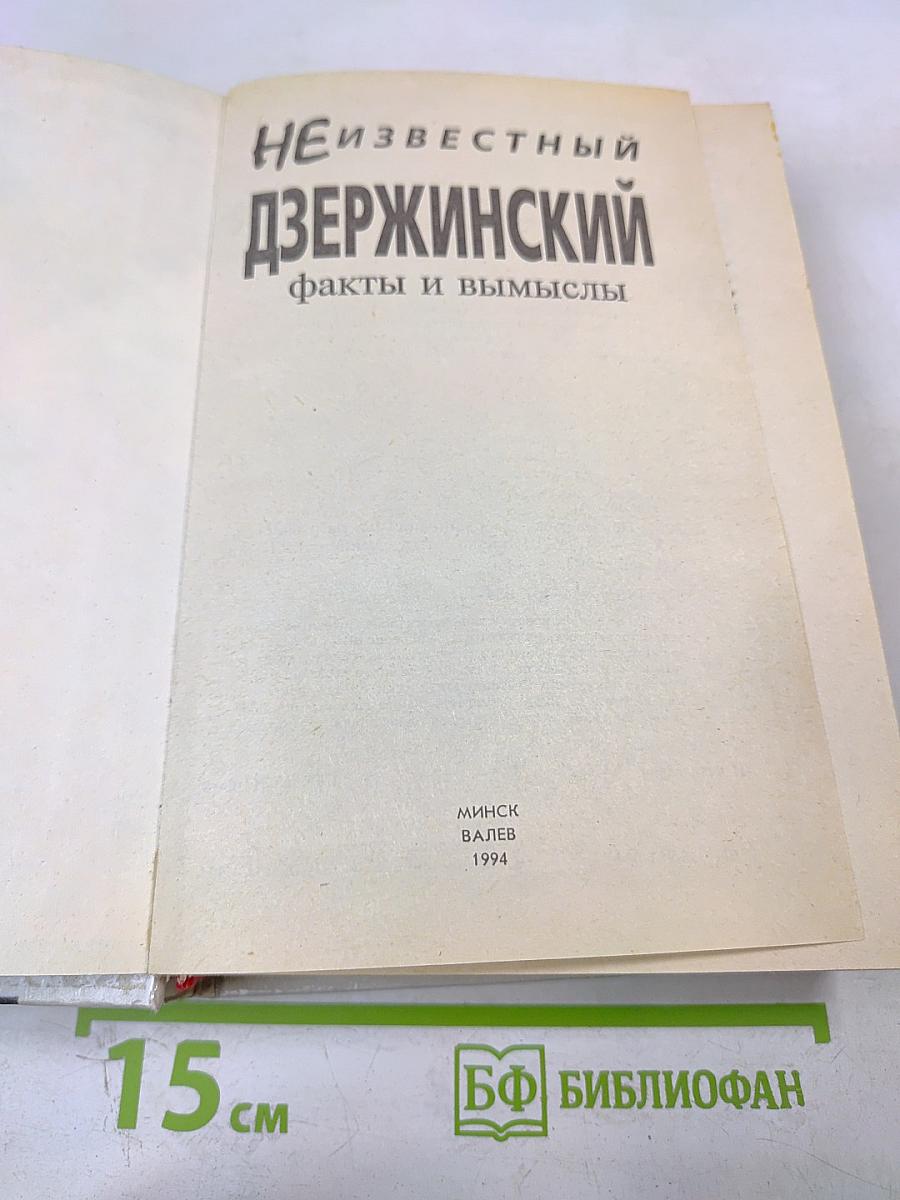 НЕИЗВЕСТНЫЙ
ДЗЕРЖИНСКИЙ
факты и вымыслы
МИНСК
ВАЛЕВ
1994
15 см
БФ БИБЛИОФАН